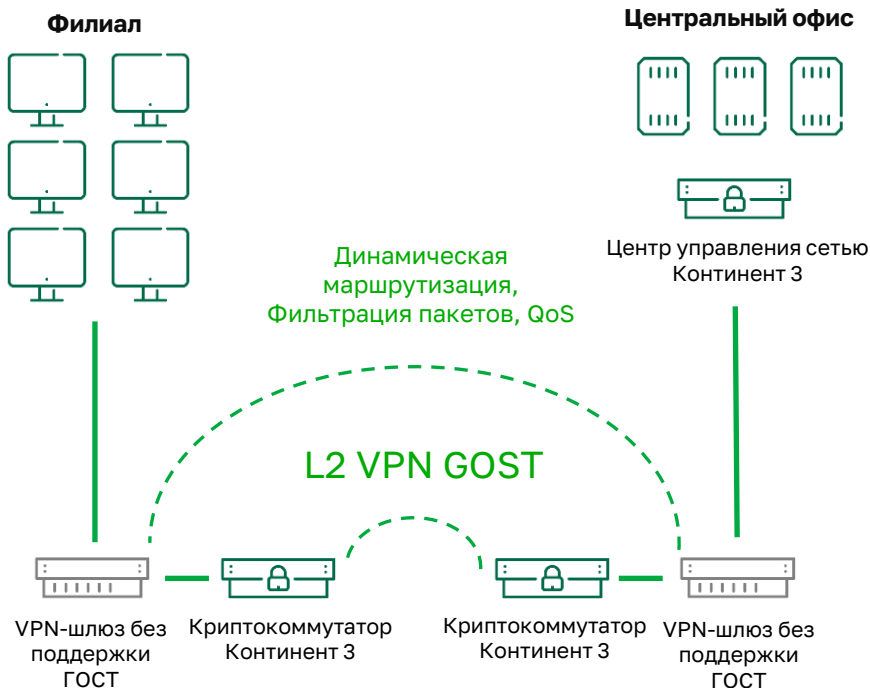 Филиал
Центральный офис
Центр управления сетью
Континент 3
Динамическая
маршрутизация,
Фильтрация пакетов, QoS
L2 VPN GOST
VPN-шлюз без
поддержки
ГОСТ
Криптокоммутатор
Континент 3
Криптокоммутатор
Континент 3
VPN-шлюз без
поддержки
ГОСТ